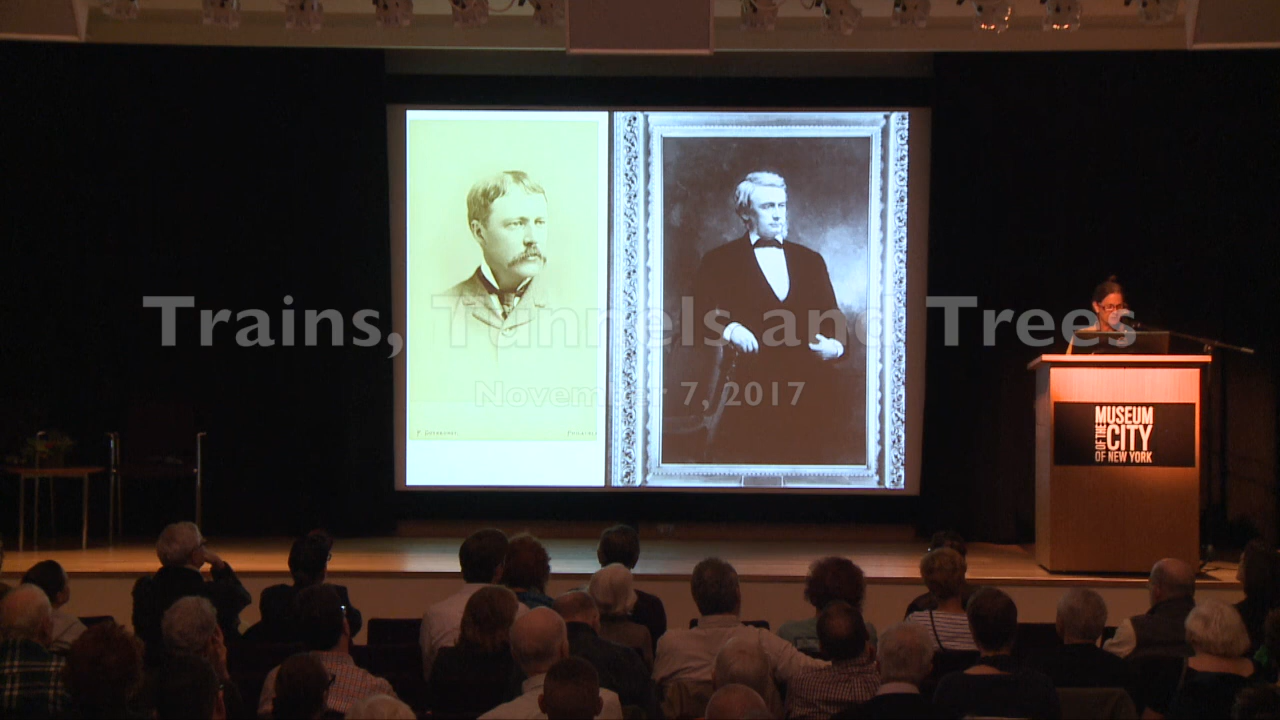 Trains, Tunnels and Trees
November 7, 2017
MUSEUM
OF THE CITY
OF NEW YORK